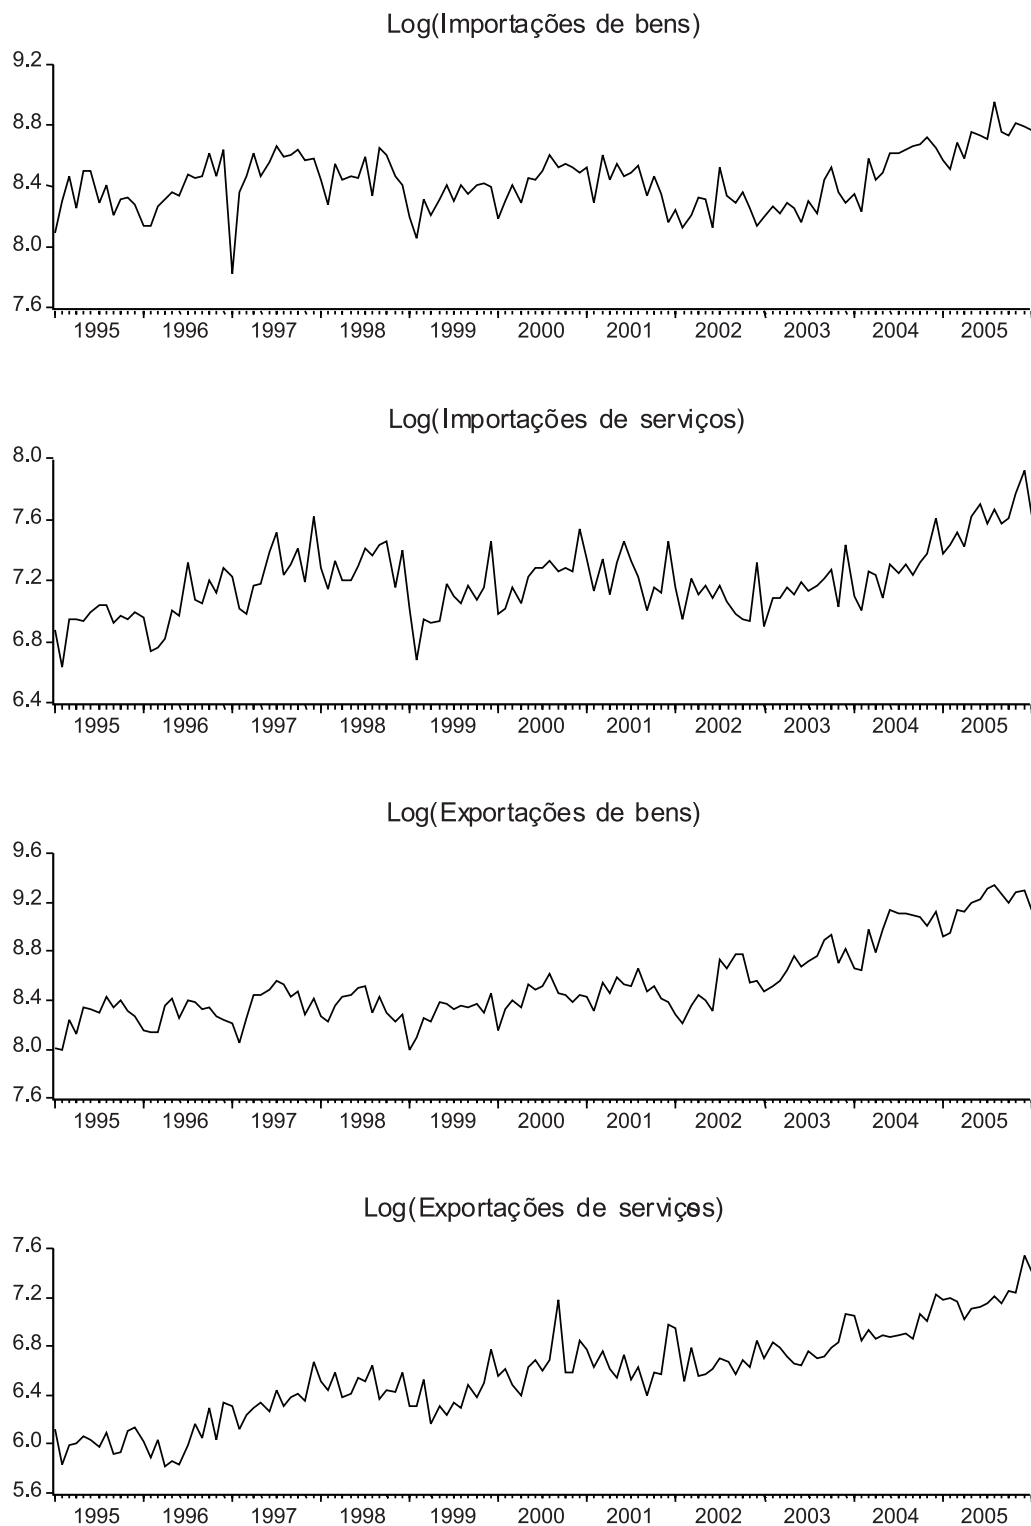 Log(Importações de bens)
9.2
8.8
8.4
8.0
7.6
1995 1996 1997 1998 1999 2000 2001 2002 2003 2004 2005
Log(Importações de serviços)
8.0
7.6
7.2
6.8
6.4
1995 1996 1997 1998 1999 2000 2001 2002 2003 2004 2005
Log(Exportações de bens)
9.6
9.2
8.8
8.4
8.0
7.6
1995 1996 1997 1998 1999 2000 2001 2002 2003 2004 2005
Log(Exportações de serviços)
7.6
7.2
6.8
6.4
6.0
5.6
1995 1996 1997 1998 1999 2000 2001 2002 2003 2004 2005